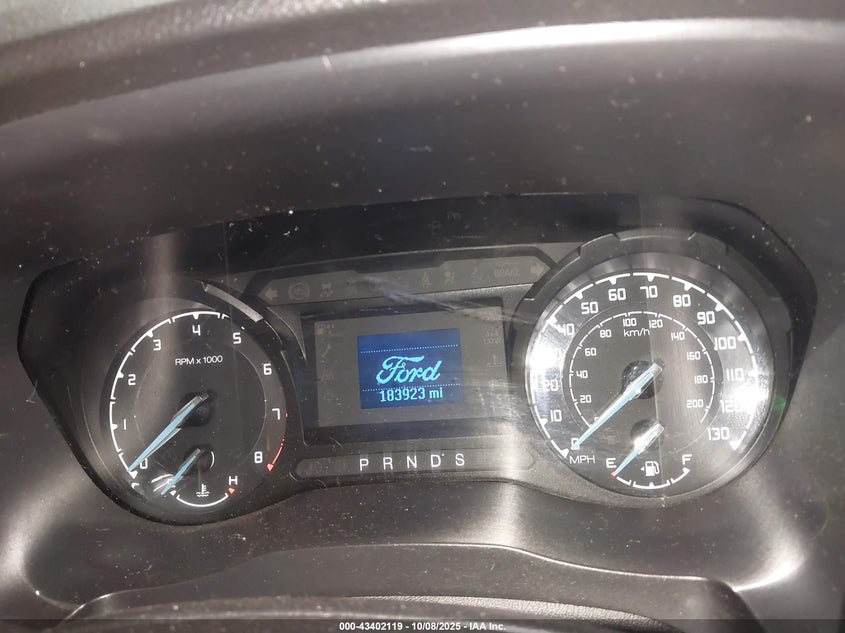 BRAKE
0 1 2 3 4 5 6 7 8
RPM x 1000
H
Ford
183923 mi
P R N D S
0 10 20 30 40 50 60 70 80 90 100 110 120 130
20 40 60 80 100 120 140 160 180 200
km/h
MPH
E F
000-43402119 - 10/08/2025 - IAA Inc.